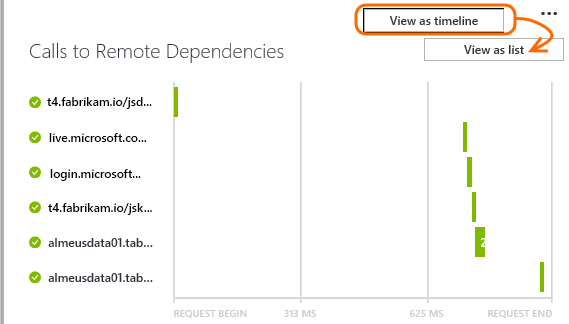 View as timeline
...
View as list
Calls to Remote Dependencies
t4.fabrikam.io/jsd...
live.microsoft.co...
login.microsoft...
t4.fabrikam.io/jsk...
almeusdata01.tab...
2
almeusdata01.tab...
REQUEST BEGIN 313 MS 625 MS REQUEST END